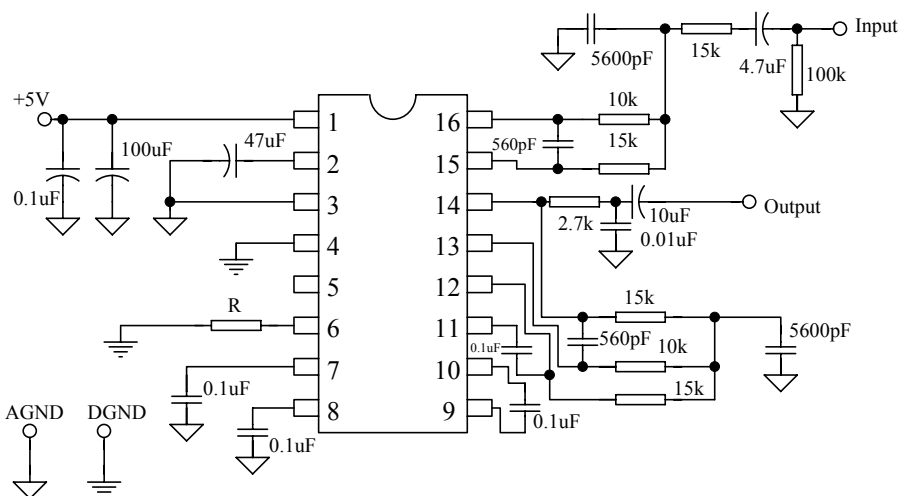 Input
5600pF
15k
4.7uF
100k
+5V
0.1uF
100uF
47uF
1
2
3
4
5
6
7
8
16
15
14
13
12
11
10
9
10k
560pF
15k
2.7k
10uF
0.01uF
Output
R
0.1uF
0.1uF
0.1uF
0.1uF
15k
560pF
10k
15k
5600pF
AGND
DGND